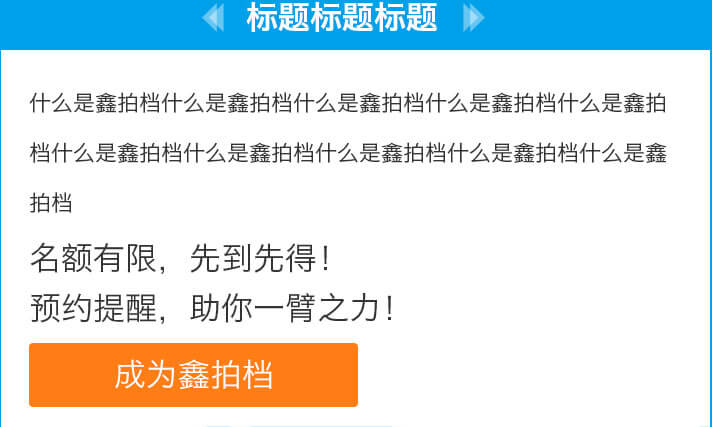 标题标题标题
什么是鑫拍档什么是鑫拍档什么是鑫拍档什么是鑫拍档什么是鑫拍
档什么是鑫拍档什么是鑫拍档什么是鑫拍档什么是鑫拍档什么是鑫
拍档
名额有限，先到先得！
预约提醒，助你一臂之力！
成为鑫拍档